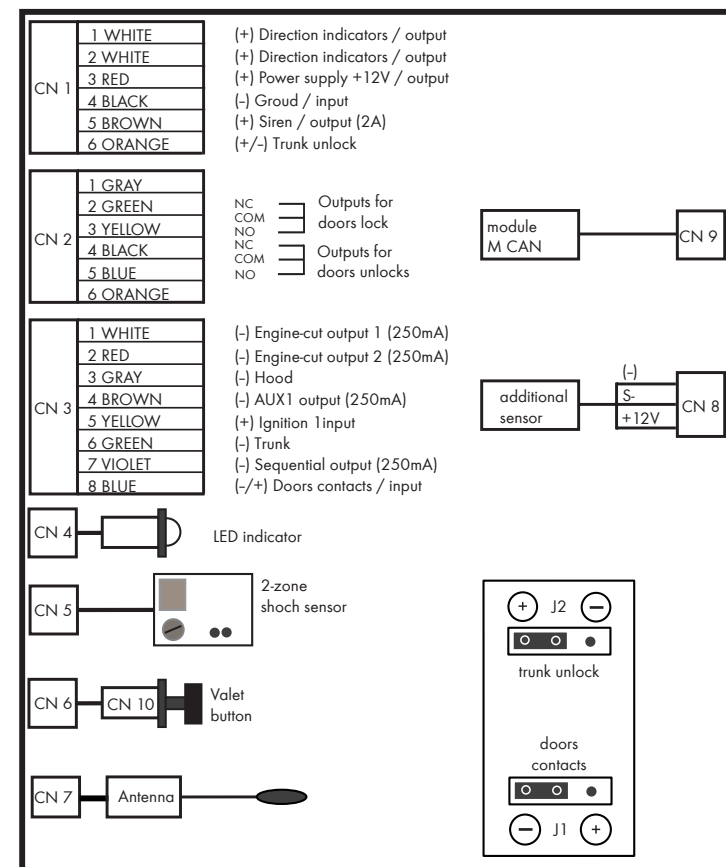 CN 1
1 WHITE (+) Direction indicators / output
2 WHITE (+) Direction indicators / output
3 RED (+) Power supply +12V / output
4 BLACK (-) Groud / input
5 BROWN (+) Siren / output (2A)
6 ORANGE (+/-) Trunk unlock
CN 2
1 GRAY
2 GREEN
3 YELLOW
4 BLACK
5 BLUE
6 ORANGE
NC
COM
NO
Outputs for
doors lock
NC
COM
NO
Outputs for
doors unlocks
module
M CAN
CN 9
CN 3
1 WHITE (-) Engine-cut output 1 (250mA)
2 RED (-) Engine-cut output 2 (250mA)
3 GRAY (-) Hood
4 BROWN (-) AUX1 output (250mA)
5 YELLOW (+) Ignition 1input
6 GREEN (-) Trunk
7 VIOLET (-) Sequential output (250mA)
8 BLUE (-/+) Doors contacts / input
additional
sensor
(-)
S-
+12V
CN 8
CN 4
LED indicator
CN 5
2-zone
shoch sensor
CN 6
CN 10
Valet
button
CN 7
Antenna
+ J2 −
trunk unlock
doors
contacts
− J1 +